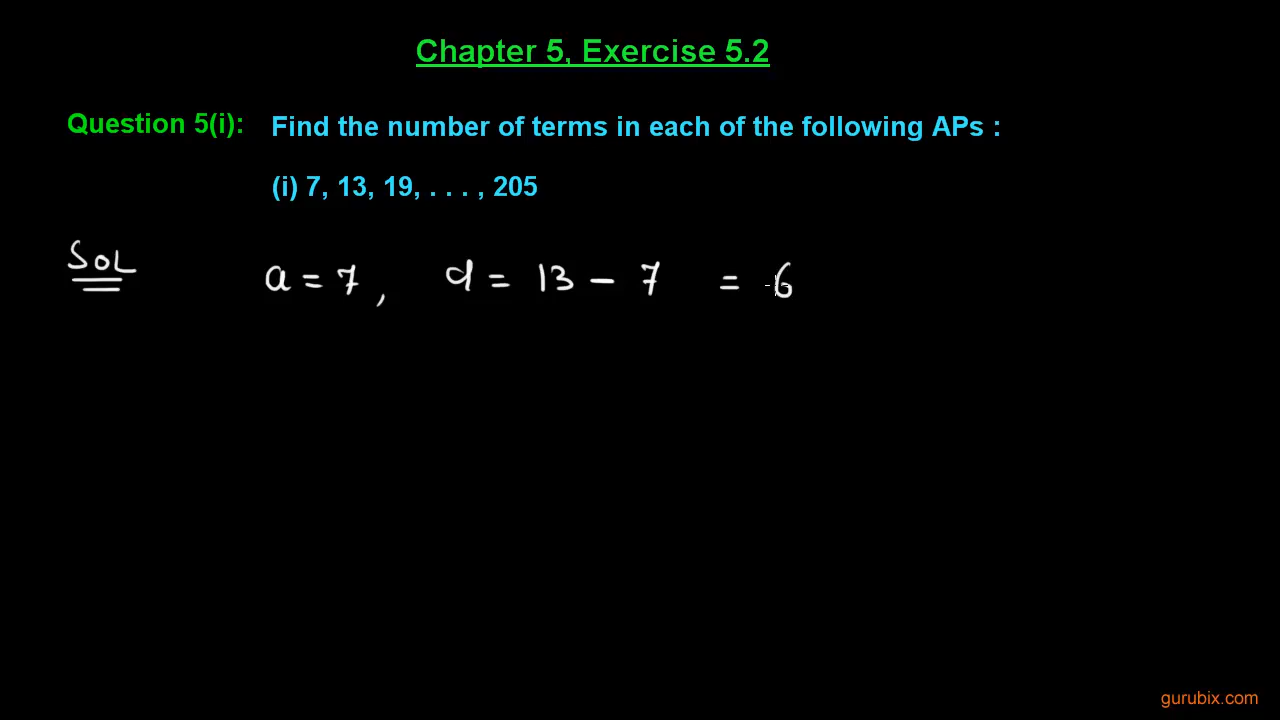 Chapter 5, Exercise 5.2
Question 5(i): Find the number of terms in each of the following APs :
(i) 7, 13, 19, . . . , 205
SOL a = 7, d = 13 - 7 = 6
gurubix.com